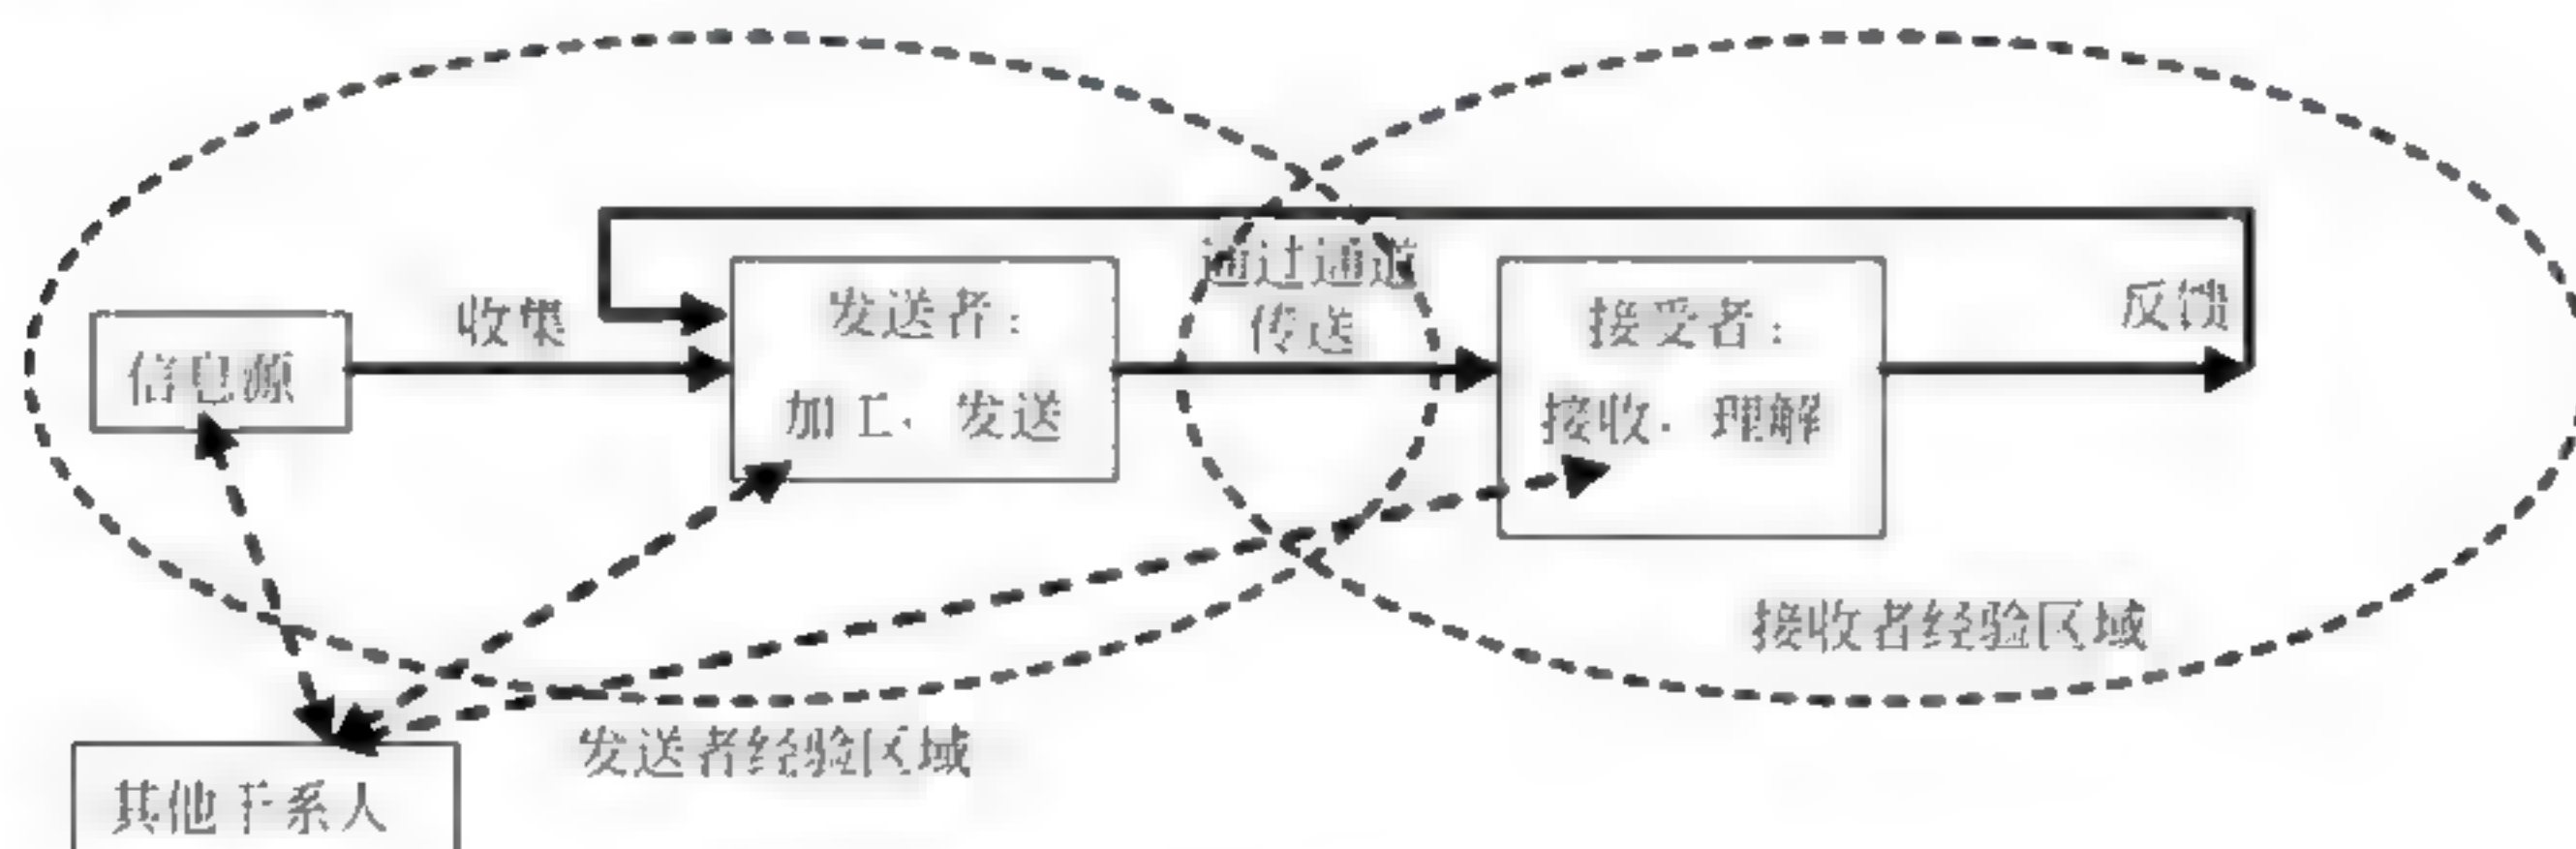 通过通道
收集
发送者：
传送
接受者：
反馈
信息源
加工、发送
接收、理解
接收者经验区域
发送者经验区域
其他干系人